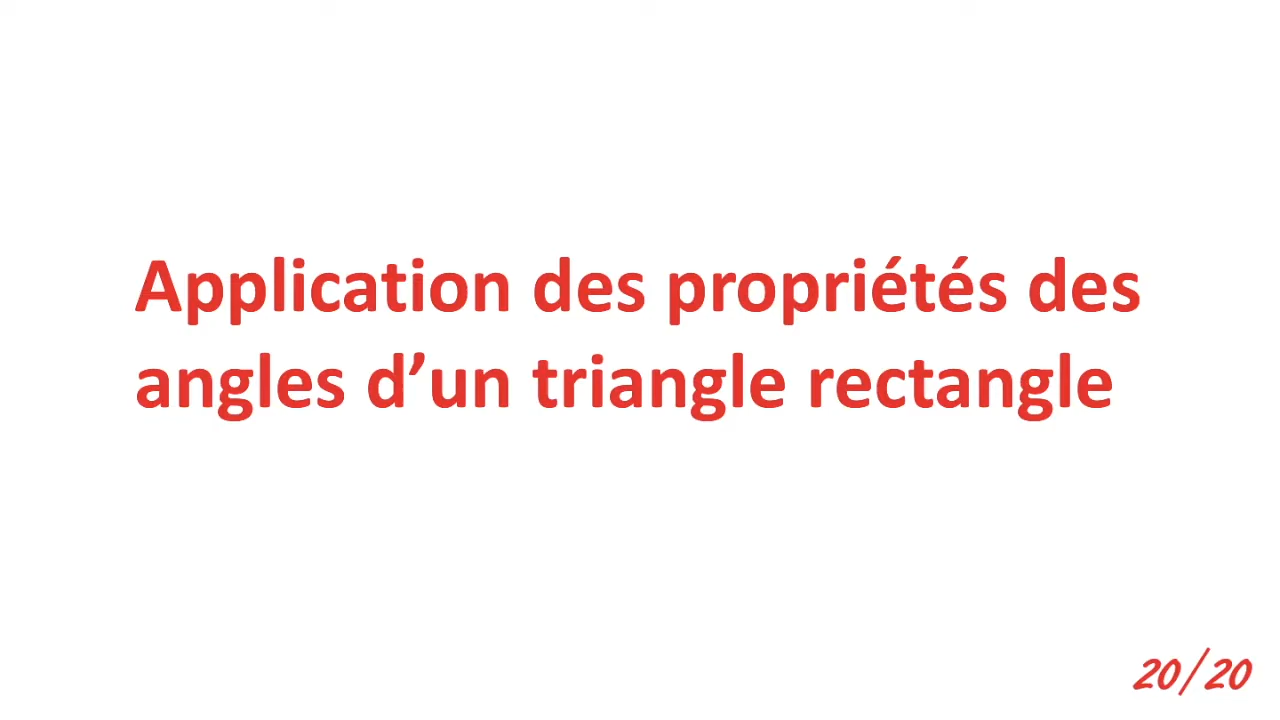 Application des propriétés des
angles d’un triangle rectangle
20/20